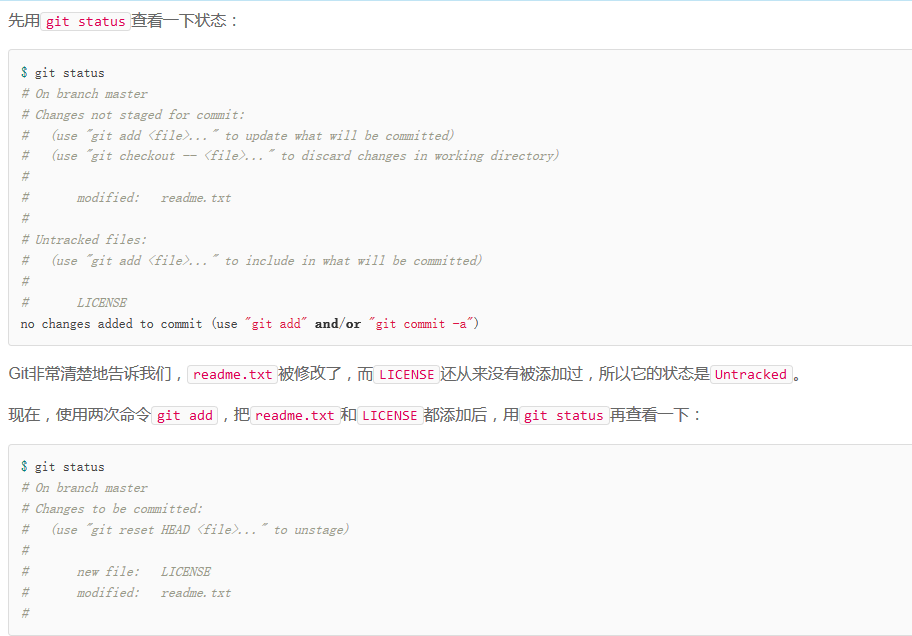 先用git status查看一下状态：
$ git status
# On branch master
# Changes not staged for commit:
#   (use "git add <file>..." to update what will be committed)
#   (use "git checkout -- <file>..." to discard changes in working directory)
#
#       modified:   readme.txt
#
# Untracked files:
#   (use "git add <file>..." to include in what will be committed)
#
#       LICENSE
no changes added to commit (use "git add" and/or "git commit -a")
Git非常清楚地告诉我们，readme.txt被修改了，而LICENSE还从来没有被添加过，所以它的状态是Untracked。
现在，使用两次命令git add，把readme.txt和LICENSE都添加后，用git status再查看一下：
$ git status
# On branch master
# Changes to be committed:
#   (use "git reset HEAD <file>..." to unstage)
#
#       new file:   LICENSE
#       modified:   readme.txt
#